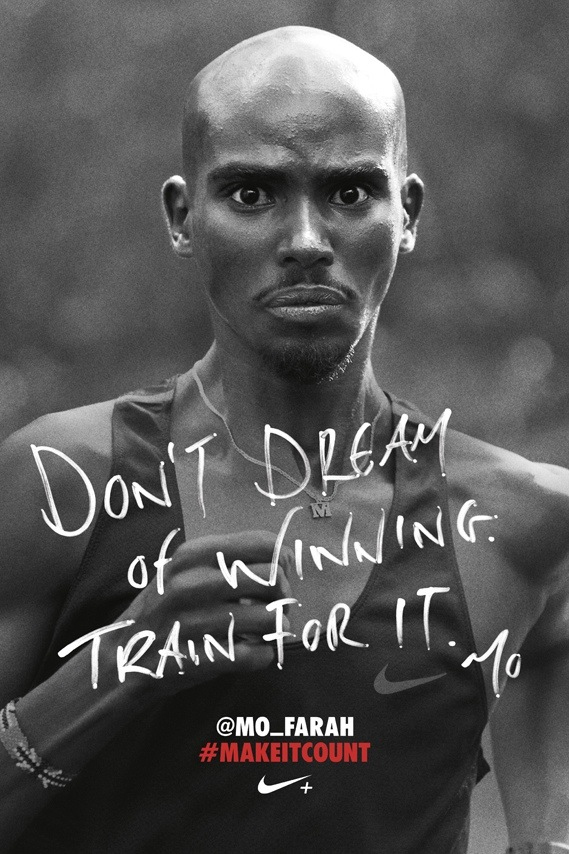 DON'T DREAM
M
of WINNING.
TRAIN FOR IT. Mo
@MO_FARAH
#MAKEITCOUNT
+